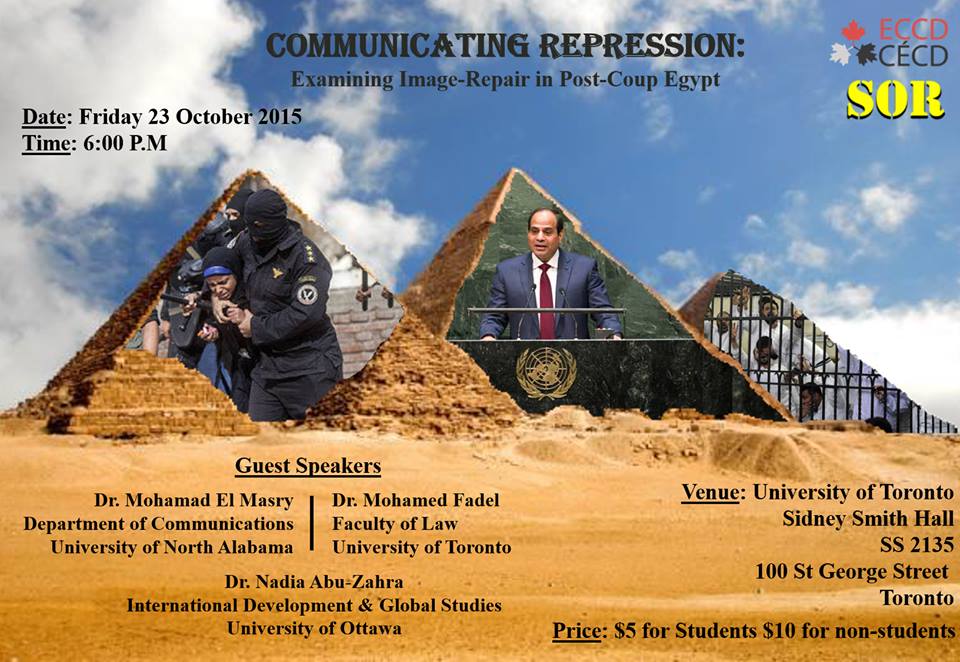 COMMUNICATING REPRESSION:
Examining Image-Repair in Post-Coup Egypt
ECCD
CÉCD
SOR
Date: Friday 23 October 2015
Time: 6:00 P.M
Guest Speakers
Dr. Mohamad El Masry
Department of Communications
University of North Alabama
Dr. Mohamed Fadel
Faculty of Law
University of Toronto
Dr. Nadia Abu-Zahra
International Development & Global Studies
University of Ottawa
Venue: University of Toronto
Sidney Smith Hall
SS 2135
100 St George Street
Toronto
Price: $5 for Students $10 for non-students